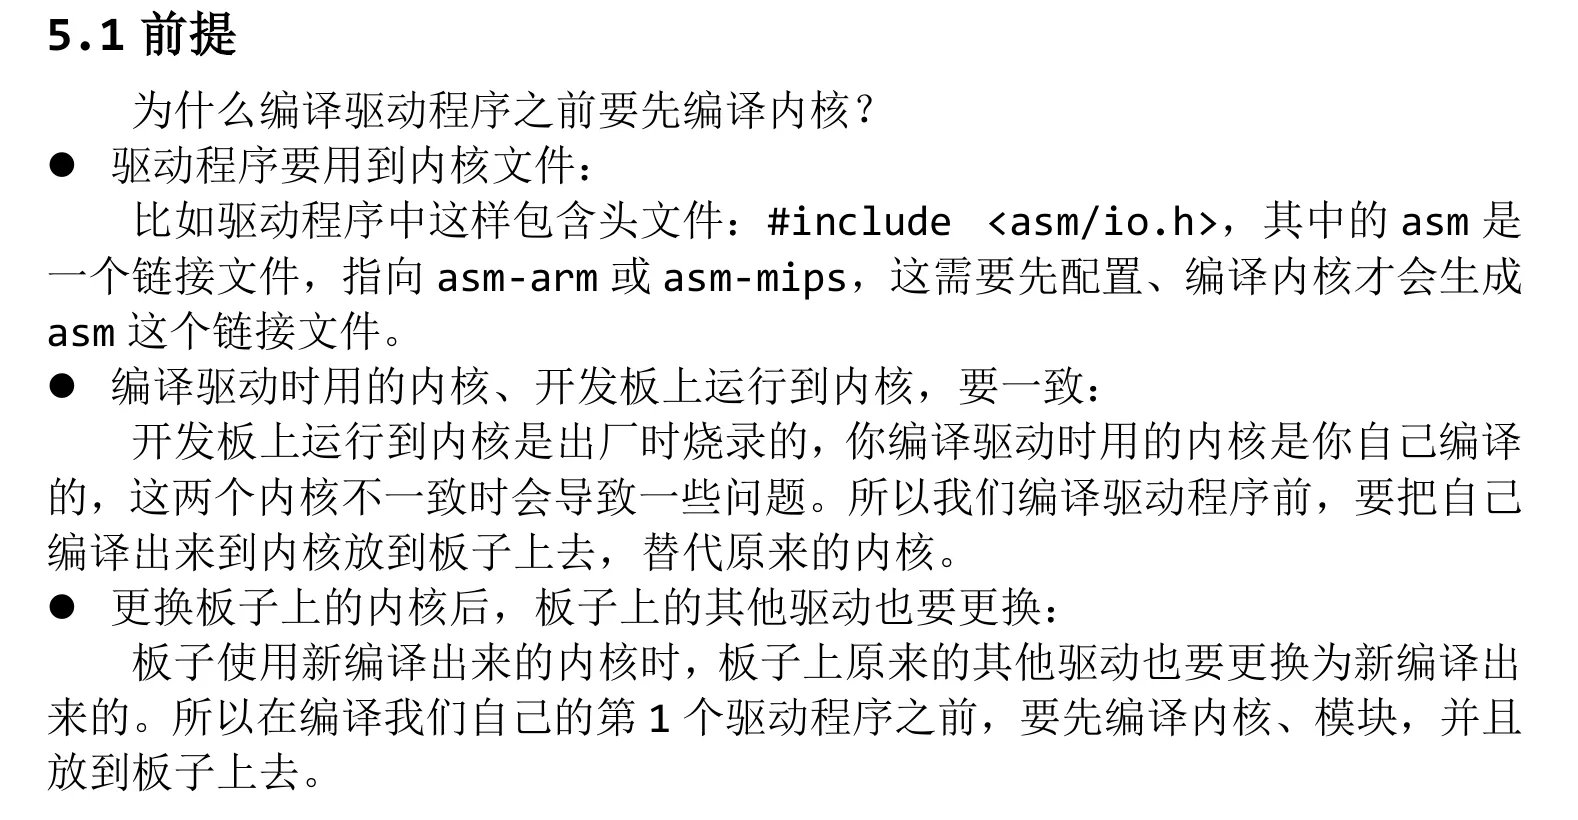 5.1 前提
为什么编译驱动程序之前要先编译内核？
● 驱动程序要用到内核文件：
比如驱动程序中这样包含头文件：#include <asm/io.h>，其中的 asm 是
一个链接文件，指向 asm-arm 或 asm-mips，这需要先配置、编译内核才会生成
asm 这个链接文件。
● 编译驱动时用的内核、开发板上运行到内核，要一致：
开发板上运行到内核是出厂时烧录的，你编译驱动时用的内核是你自己编译
的，这两个内核不一致时会导致一些问题。所以我们编译驱动程序前，要把自己
编译出来到内核放到板子上去，替代原来的内核。
● 更换板子上的内核后，板子上的其他驱动也要更换：
板子使用新编译出来的内核时，板子上原来的其他驱动也要更换为新编译出
来的。所以在编译我们自己的第 1 个驱动程序之前，要先编译内核、模块，并且
放到板子上去。